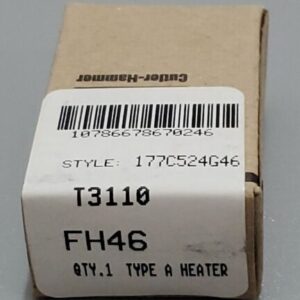 Cutler-Hammer
10786678670246
STYLE: 177C524G46
T3110
FH46
QTY.1 TYPE A HEATER